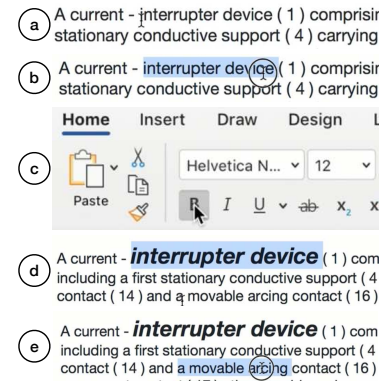 a
A current - interrupter device ( 1 ) comprisin
stationary conductive support ( 4 ) carrying
b
A current - interrupter device ( 1 ) comprisin
stationary conductive support ( 4 ) carrying
Home Insert Draw Design L
c
Paste
Helvetica N... 12
B I U ab x₂ x
d
A current - interrupter device ( 1 ) com
including a first stationary conductive support ( 4
contact ( 14 ) and a movable arcing contact ( 16 )
e
A current - interrupter device ( 1 ) com
including a first stationary conductive support ( 4
contact ( 14 ) and a movable arcing contact ( 16 )